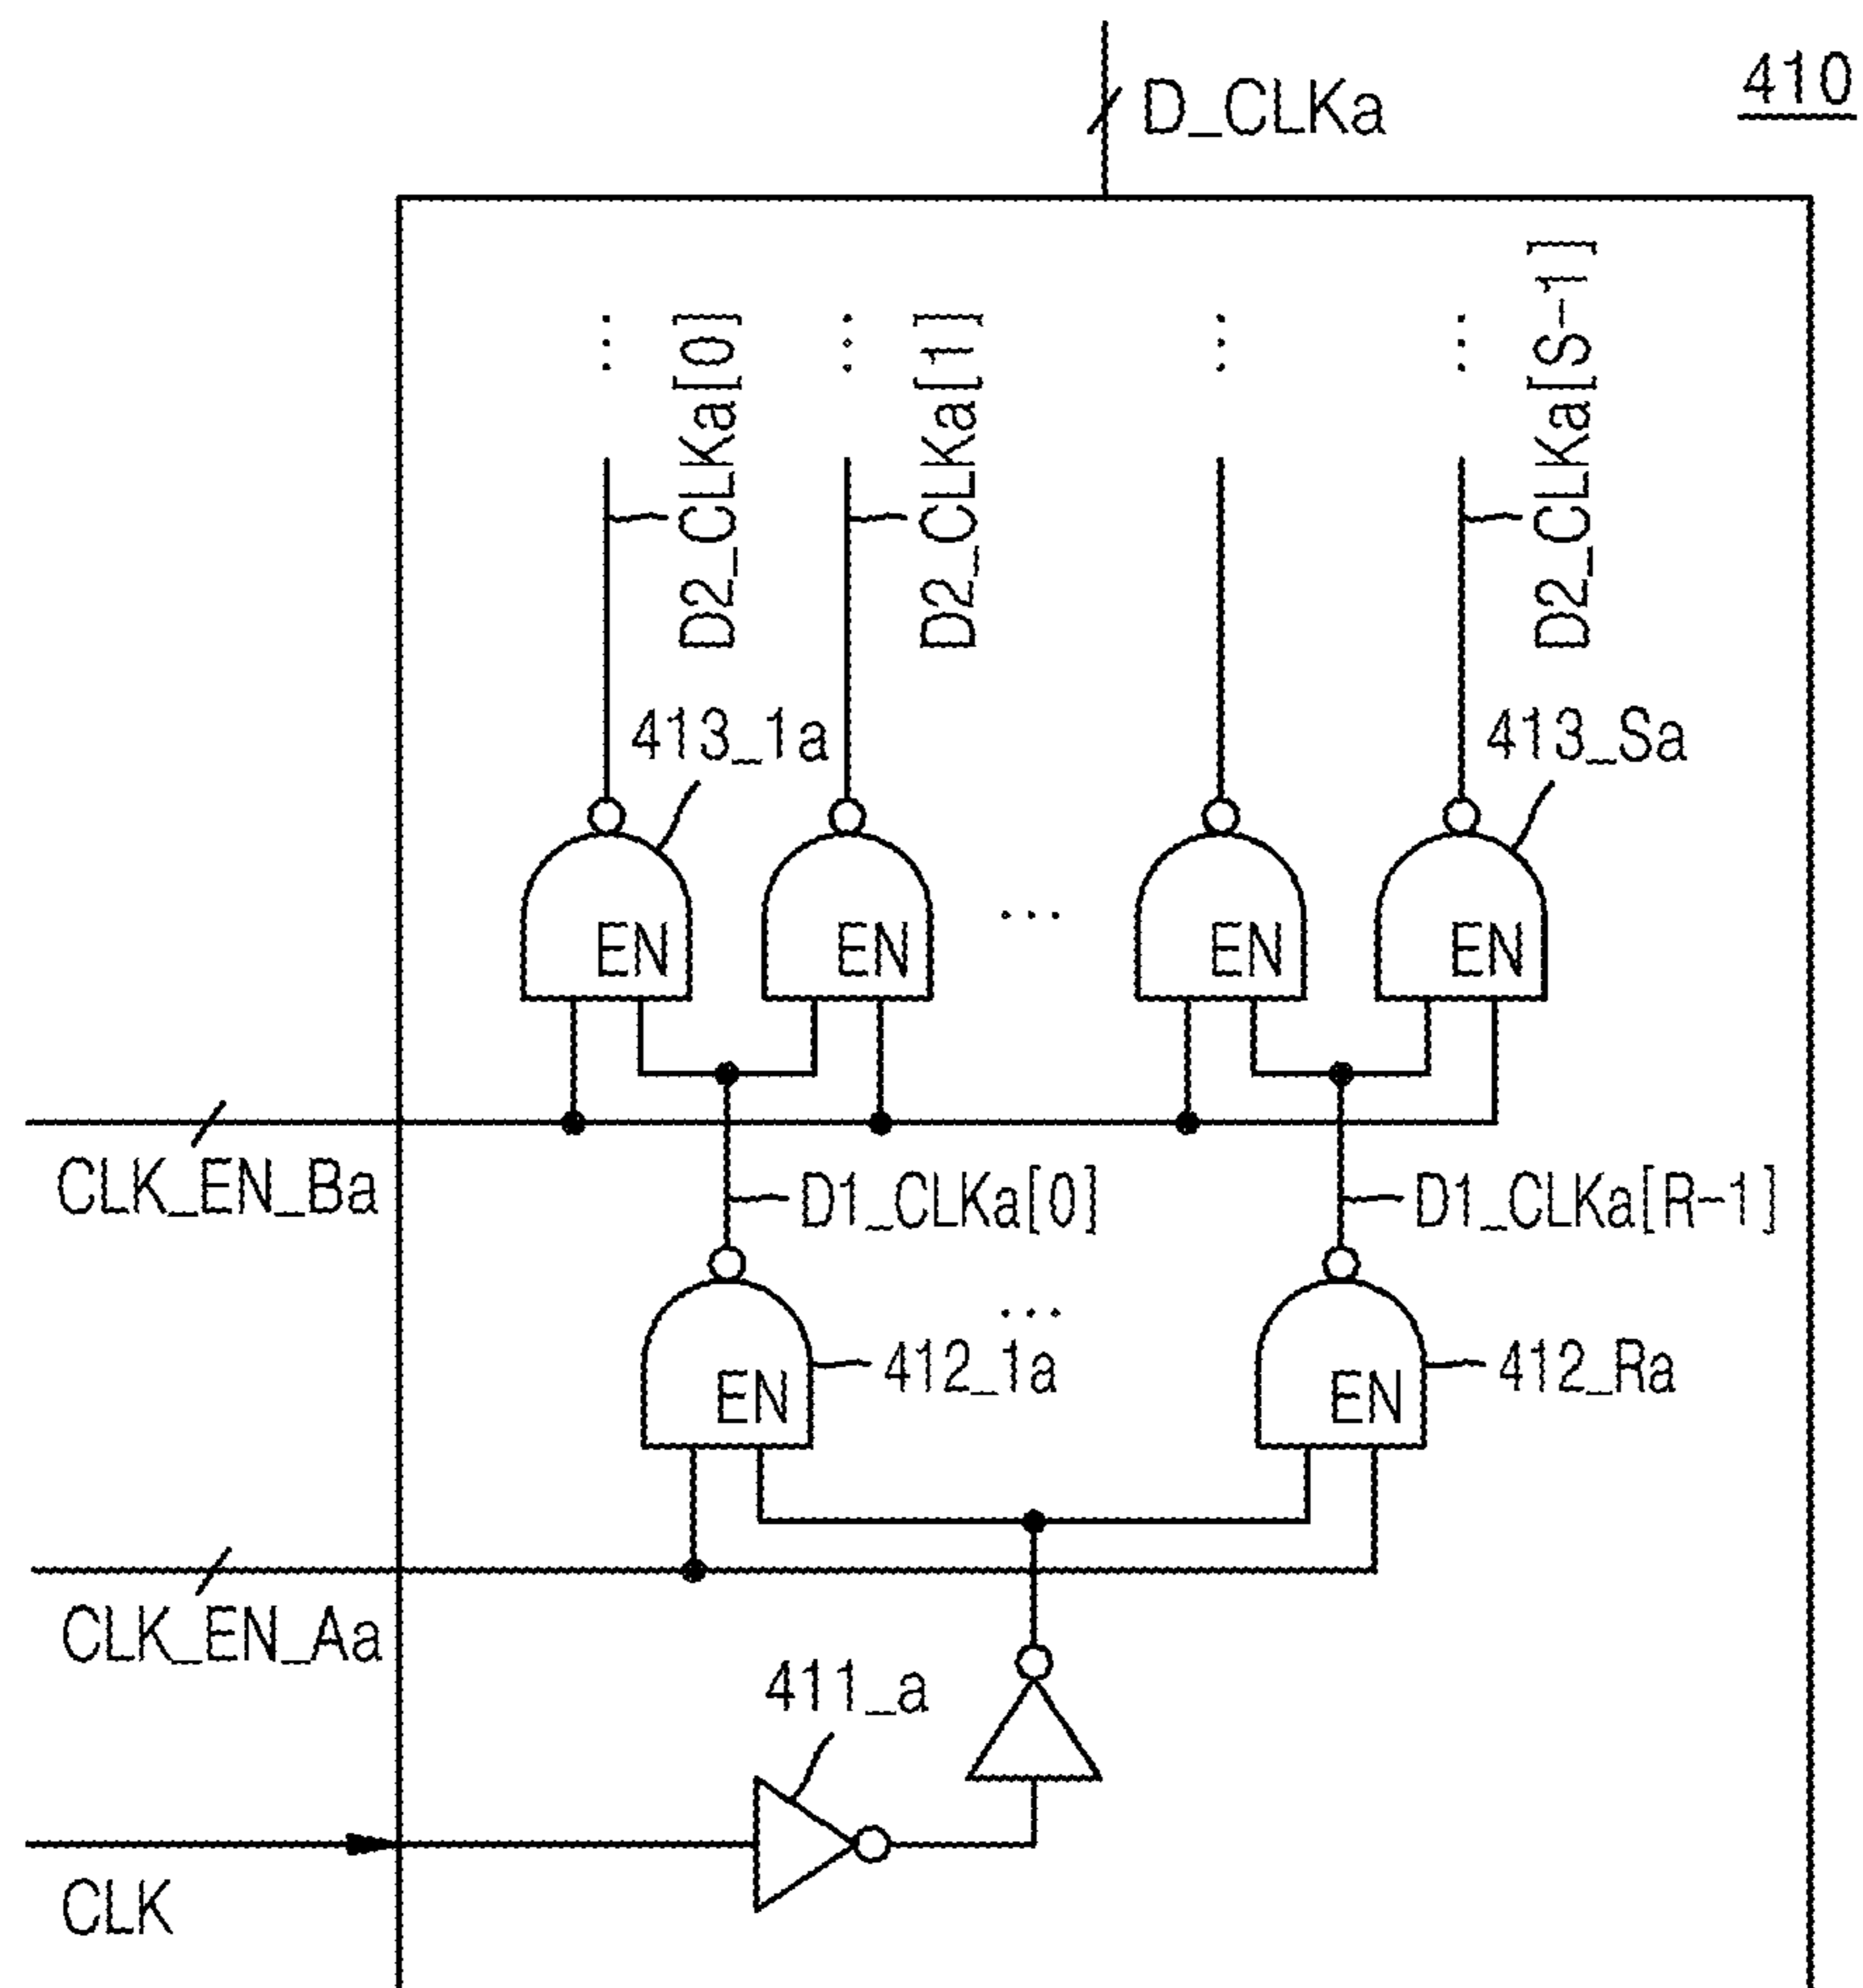 410
D_CLKa
D2_CLKa[0]
D2_CLKa[1]
D2_CLKa[S-1]
413_1a
413_Sa
EN
EN
...
EN
EN
CLK_EN_Ba
D1_CLKa[0]
D1_CLKa[R-1]
...
EN
412_1a
EN
412_Ra
CLK_EN_Aa
411_a
CLK